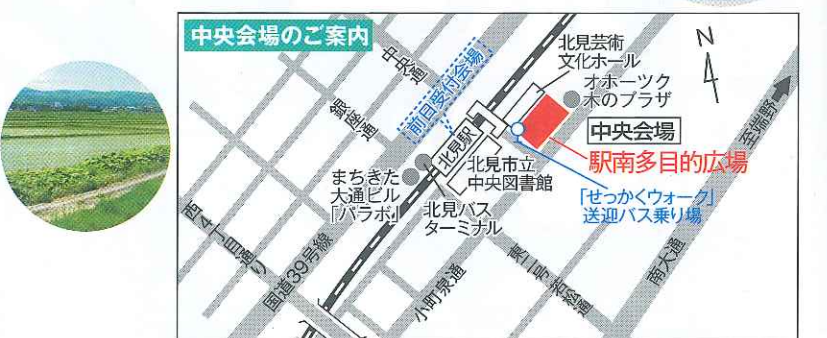 中央会場のご案内
中央通
銀座通
前日受付会場
北見芸術
文化ホール
オホーツク
木のプラザ
N
至端野
中央会場
駅南多目的広場
「せっかくウォーク」
送迎バス乗り場
北見駅
北見市立
中央図書館
まちきた
大通ビル
「パラボ」
北見バス
ターミナル
西4丁目通り
国道39号線
小町泉通
東三号若松通
南大通